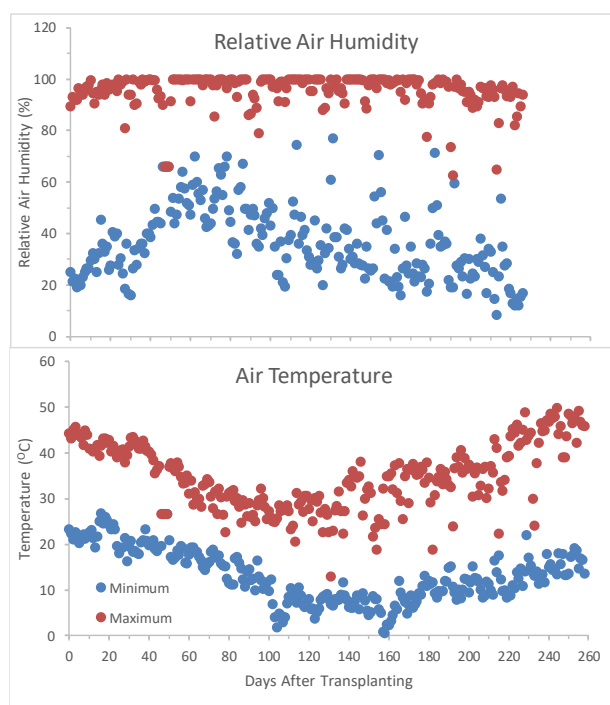 Relative Air Humidity
Relative Air Humidity (%)
120
100
80
60
40
20
0
Air Temperature
Temperature (ᴼC)
60
50
40
30
20
10
0
Minimum
Maximum
0 20 40 60 80 100 120 140 160 180 200 220 240 260
Days After Transplanting